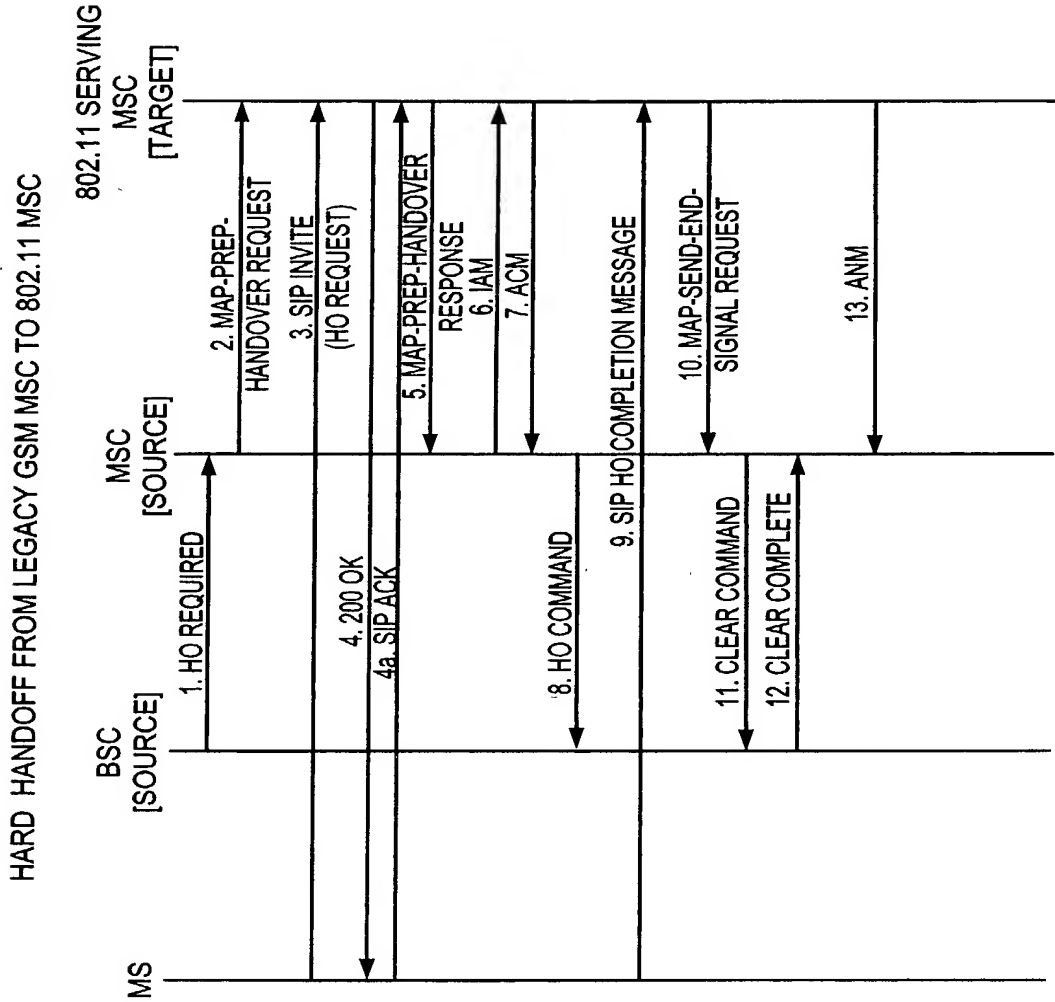 HARD HANDOFF FROM LEGACY GSM MSC TO 802.11 MSC
MS
BSC
[SOURCE]
MSC
[SOURCE]
802.11 SERVING
MSC
[TARGET]
1. HO REQUIRED
2. MAP-PREP-
HANDOVER REQUEST
3. SIP INVITE
(HO REQUEST)
4. 200 OK
4a. SIP ACK
5. MAP-PREP-HANDOVER
RESPONSE
6. IAM
7. ACM
8. HO COMMAND
9. SIP HO COMPLETION MESSAGE
10. MAP-SEND-END-
SIGNAL REQUEST
11. CLEAR COMMAND
12. CLEAR COMPLETE
13. ANM